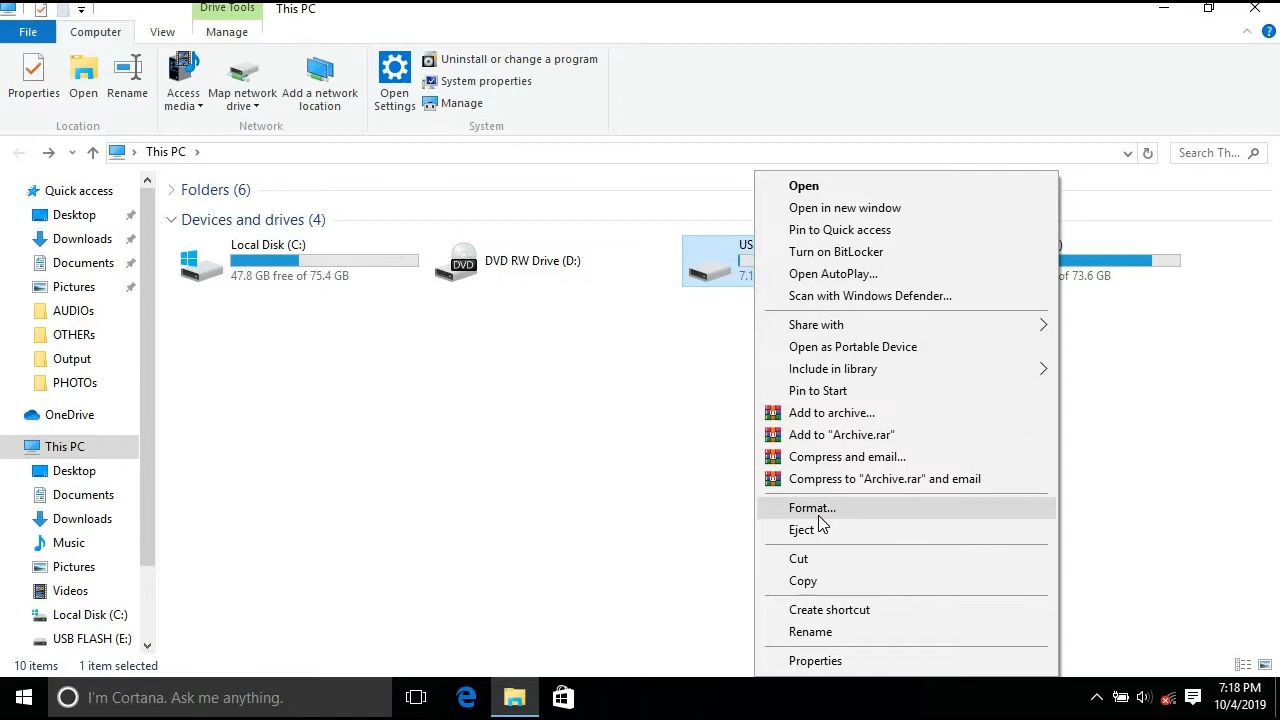 Drive Tools
This PC
File
Computer
View
Manage
Properties
Open
Rename
Access media
Map network drive
Add a network location
Open Settings
Uninstall or change a program
System properties
Manage
Location
Network
System
This PC
Search Th...
Quick access
Desktop
Downloads
Documents
Pictures
AUDIOs
OTHERs
Output
PHOTOs
OneDrive
This PC
Desktop
Documents
Downloads
Music
Pictures
Videos
Local Disk (C:)
USB FLASH (E:)
Folders (6)
Devices and drives (4)
Local Disk (C:)
47.8 GB free of 75.4 GB
DVD
DVD RW Drive (D:)
US
7.1
)
of 73.6 GB
Open
Open in new window
Pin to Quick access
Turn on BitLocker
Open AutoPlay...
Scan with Windows Defender...
Share with
Open as Portable Device
Include in library
Pin to Start
Add to archive...
Add to "Archive.rar"
Compress and email...
Compress to "Archive.rar" and email
Format...
Eject
Cut
Copy
Create shortcut
Rename
Properties
10 items
1 item selected
I'm Cortana. Ask me anything.
7:18 PM
10/4/2019